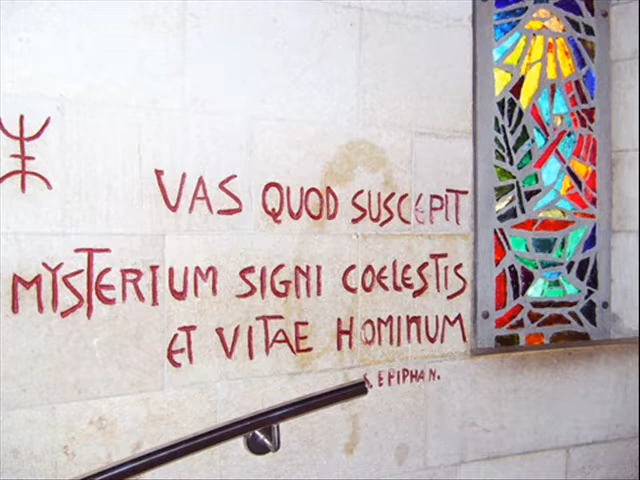 VAS QUOD SUSCEPIT
MYSTERIUM SIGNI COELESTIS
ET VITAE HOMINUM
S. EPIPHAN.